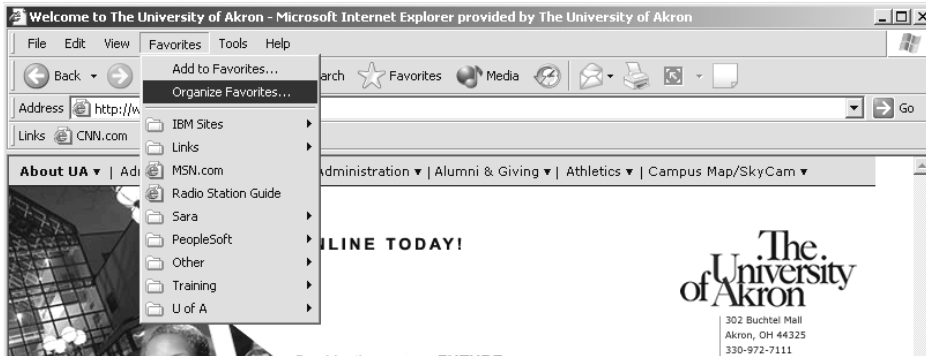 Welcome to The University of Akron - Microsoft Internet Explorer provided by The University of Akron
File Edit View Favorites Tools Help
Back Favorites Media
Add to Favorites...
Organize Favorites...
Address http://w Go
Links CNN.com
IBM Sites
Links
MSN.com
Radio Station Guide
Sara
PeopleSoft
Other
Training
U of A
About UA | Administration | Alumni & Giving | Athletics | Campus Map/SkyCam
NLINE TODAY!
The
University
of Akron
302 Buchtel Mall
Akron, OH 44325
330-972-7111